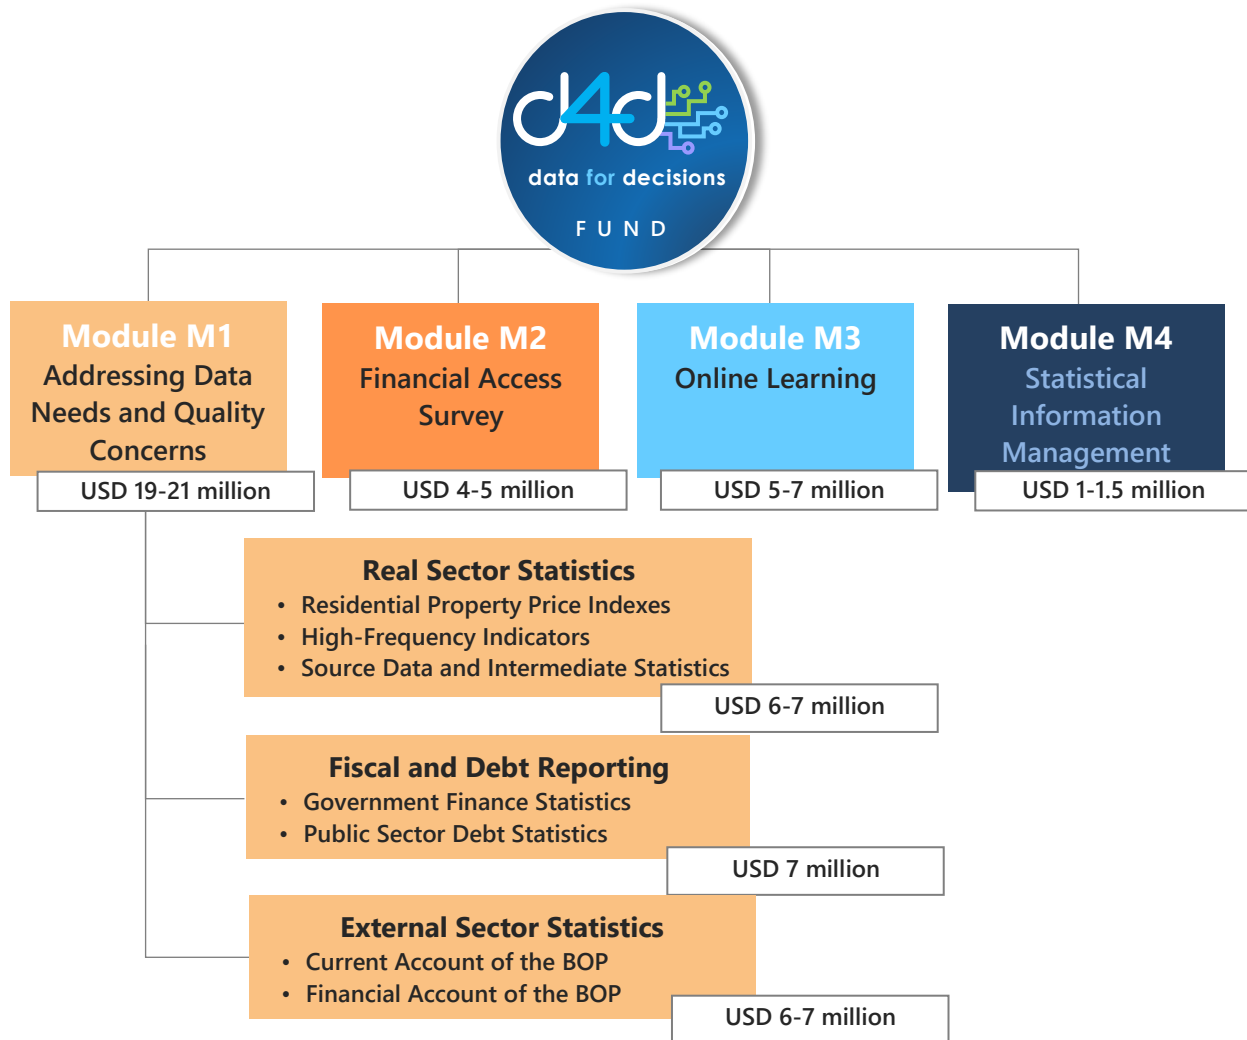 d4d
data for decisions
FUND
Module M1
Addressing Data
Needs and Quality
Concerns
USD 19-21 million
Module M2
Financial Access
Survey
USD 4-5 million
Module M3
Online Learning
USD 5-7 million
Module M4
Statistical
Information
Management
USD 1-1.5 million
Real Sector Statistics
• Residential Property Price Indexes
• High-Frequency Indicators
• Source Data and Intermediate Statistics
USD 6-7 million
Fiscal and Debt Reporting
• Government Finance Statistics
• Public Sector Debt Statistics
USD 7 million
External Sector Statistics
• Current Account of the BOP
• Financial Account of the BOP
USD 6-7 million